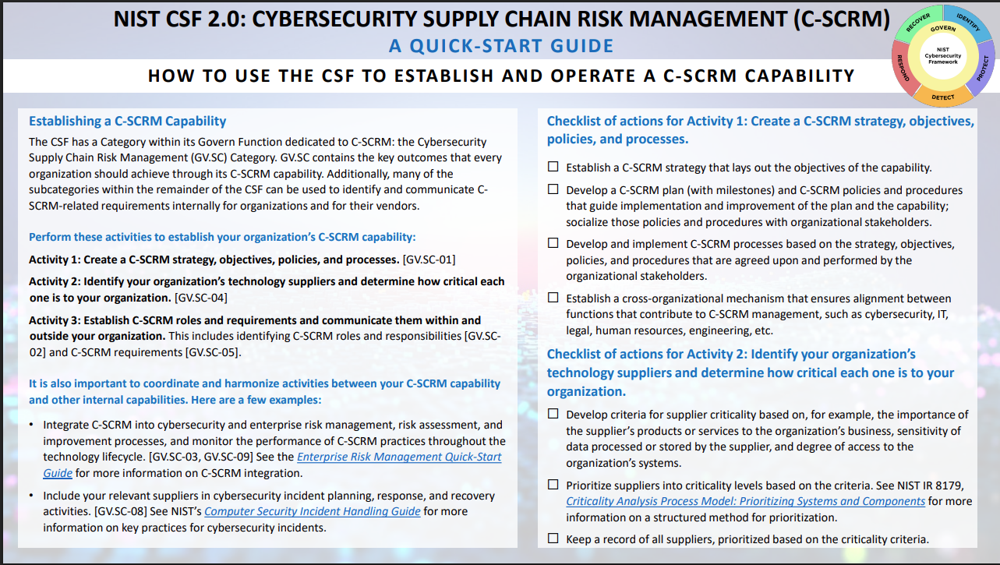 NIST CSF 2.0: CYBERSECURITY SUPPLY CHAIN RISK MANAGEMENT (C-SCRM)
A QUICK-START GUIDE
HOW TO USE THE CSF TO ESTABLISH AND OPERATE A C-SCRM CAPABILITY
RECOVER
IDENTIFY
GOVERN
NIST
Cybersecurity
Framework
RESPOND
PROTECT
DETECT
Establishing a C-SCRM Capability
The CSF has a Category within its Govern Function dedicated to C-SCRM: the Cybersecurity
Supply Chain Risk Management (GV.SC) Category. GV.SC contains the key outcomes that every
organization should achieve through its C-SCRM capability. Additionally, many of the
subcategories within the remainder of the CSF can be used to identify and communicate C-
SCRM-related requirements internally for organizations and for their vendors.
Perform these activities to establish your organization's C-SCRM capability:
Activity 1: Create a C-SCRM strategy, objectives, policies, and processes. [GV.SC-01]
Activity 2: Identify your organization's technology suppliers and determine how critical each
one is to your organization. [GV.SC-04]
Activity 3: Establish C-SCRM roles and requirements and communicate them within and
outside your organization. This includes identifying C-SCRM roles and responsibilities [GV.SC-
02] and C-SCRM requirements [GV.SC-05].
It is also important to coordinate and harmonize activities between your C-SCRM capability
and other internal capabilities. Here are a few examples:
• Integrate C-SCRM into cybersecurity and enterprise risk management, risk assessment, and
improvement processes, and monitor the performance of C-SCRM practices throughout the
technology lifecycle. [GV.SC-03, GV.SC-09] See the Enterprise Risk Management Quick-Start
Guide for more information on C-SCRM integration.
• Include your relevant suppliers in cybersecurity incident planning, response, and recovery
activities. [GV.SC-08] See NIST's Computer Security Incident Handling Guide for more
information on key practices for cybersecurity incidents.
Checklist of actions for Activity 1: Create a C-SCRM strategy, objectives,
policies, and processes.
☐ Establish a C-SCRM strategy that lays out the objectives of the capability.
☐ Develop a C-SCRM plan (with milestones) and C-SCRM policies and procedures
that guide implementation and improvement of the plan and the capability;
socialize those policies and procedures with organizational stakeholders.
☐ Develop and implement C-SCRM processes based on the strategy, objectives,
policies, and procedures that are agreed upon and performed by the
organizational stakeholders.
☐ Establish a cross-organizational mechanism that ensures alignment between
functions that contribute to C-SCRM management, such as cybersecurity, IT,
legal, human resources, engineering, etc.
Checklist of actions for Activity 2: Identify your organization's
technology suppliers and determine how critical each one is to your
organization.
☐ Develop criteria for supplier criticality based on, for example, the importance of
the supplier's products or services to the organization's business, sensitivity of
data processed or stored by the supplier, and degree of access to the
organization's systems.
☐ Prioritize suppliers into criticality levels based on the criteria. See NIST IR 8179,
Criticality Analysis Process Model: Prioritizing Systems and Components for more
information on a structured method for prioritization.
☐ Keep a record of all suppliers, prioritized based on the criticality criteria.